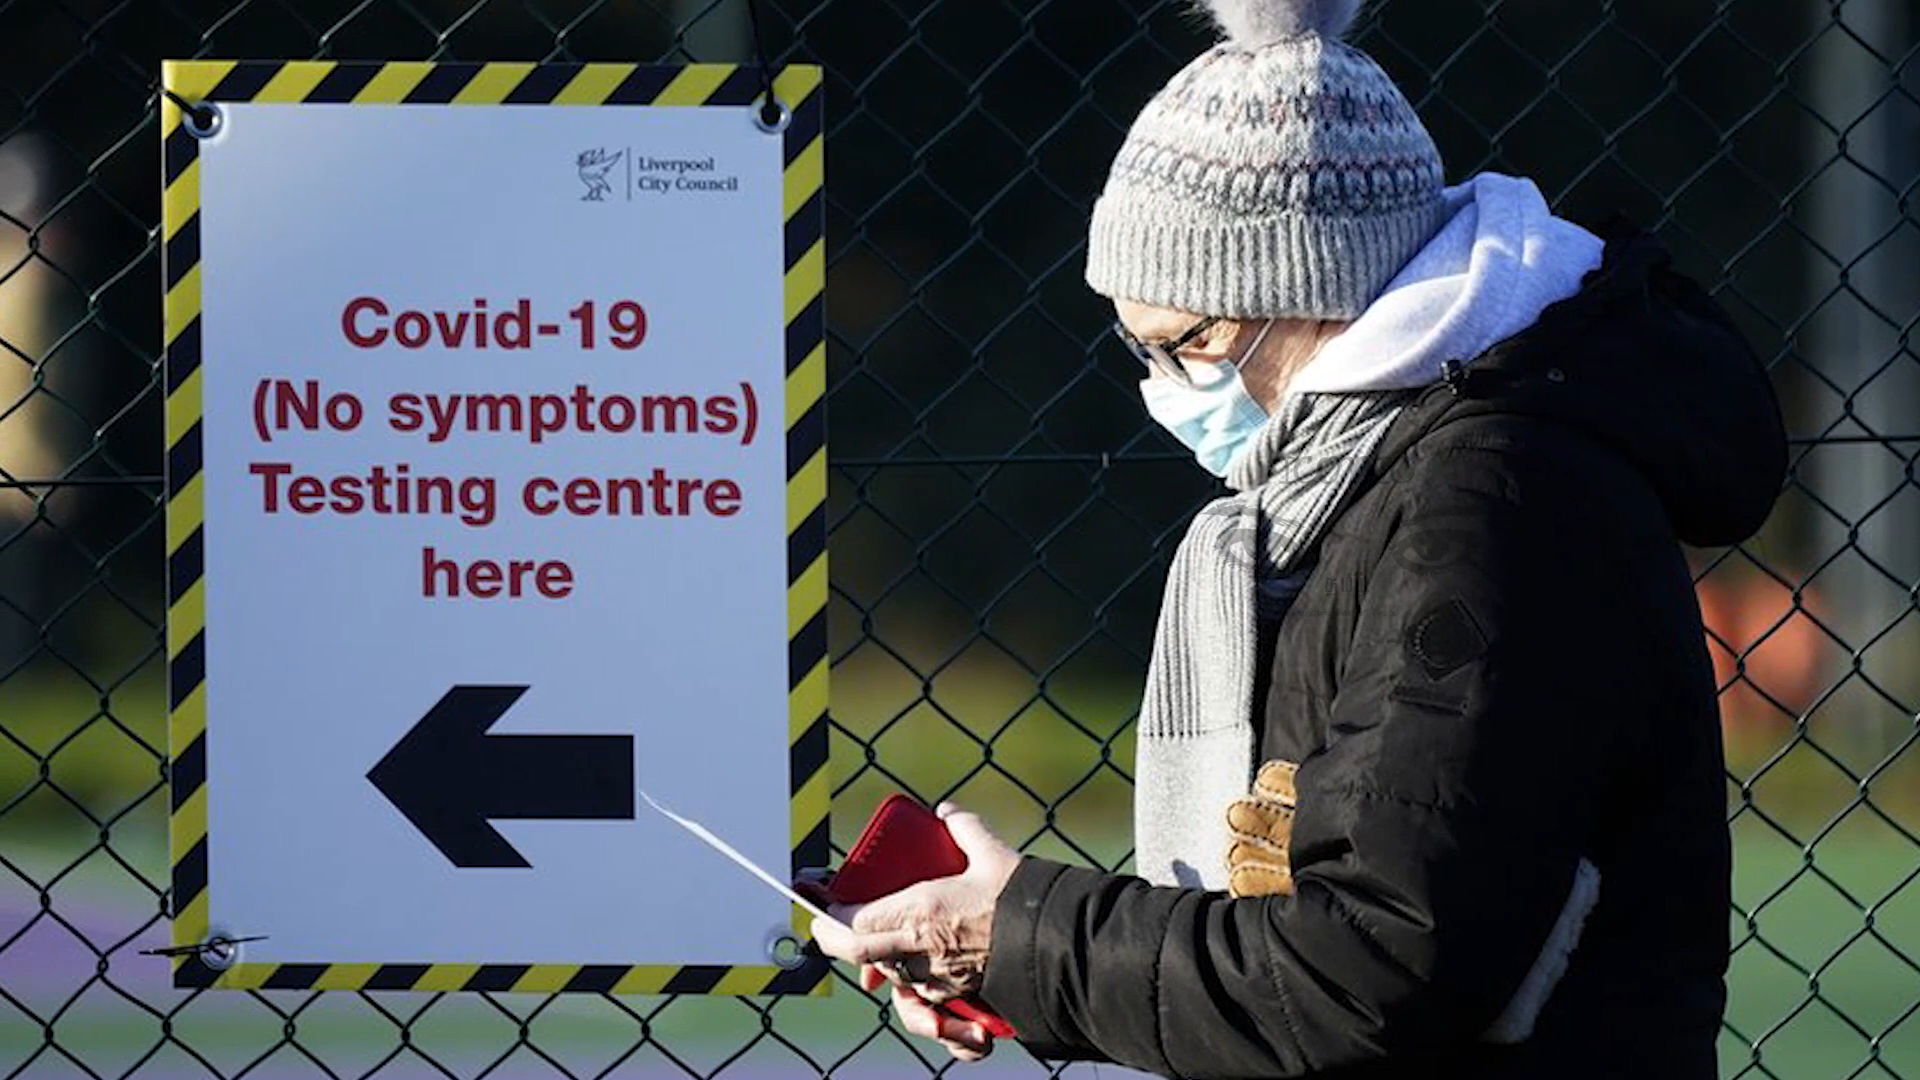 Liverpool
City Council
Covid-19
(No symptoms)
Testing centre
here